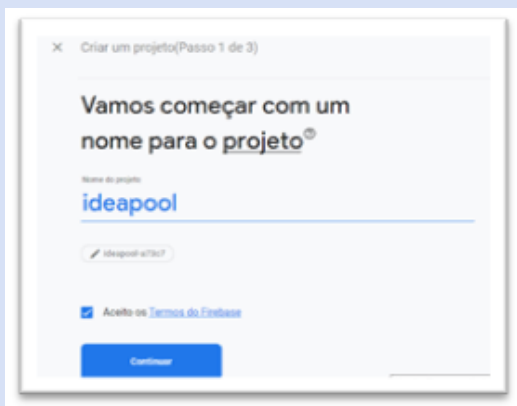 Criar um projeto(Passo 1 de 3)
Vamos começar com um
nome para o projeto
Nome do projeto
ideapool
Aceito os Termos do Firebase
Continuar